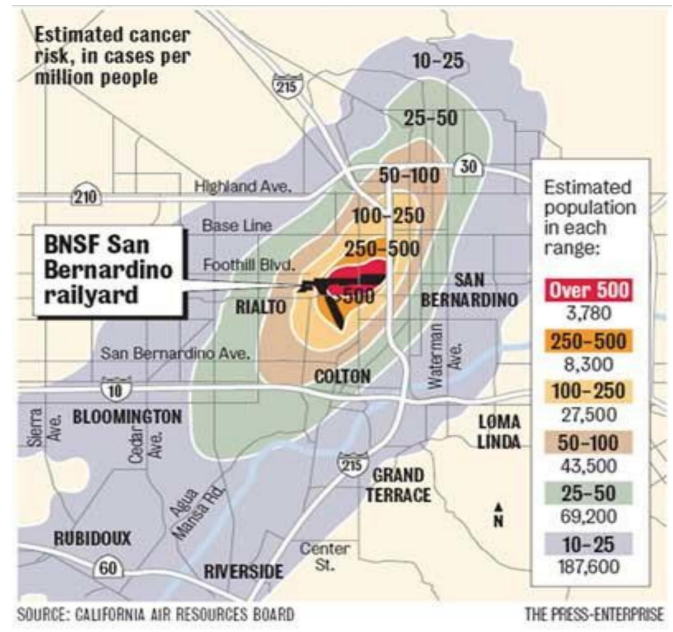 Estimated cancer
risk, in cases per
million people
10-25
215
25-50
30
50-100
Highland Ave.
210
100-250
Base Line
250-500
BNSF San
Bernardino
railyard
Foothill Blvd.
500
RIALTO
SAN
BERNARDINO
San Bernardino Ave.
COLTON
Waterman
Ave.
10
BLOOMINGTON
Sierra
Ave.
Cedar
Ave.
LOMA
LINDA
215
GRAND
TERRACE
Agua
Mansa Rd.
N
RUBIDOUX
Center
St.
60
RIVERSIDE
Estimated
population
in each
range:
Over 500
3,780
250-500
8,300
100-250
27,500
50-100
43,500
25-50
69,200
10-25
187,600
SOURCE: CALIFORNIA AIR RESOURCES BOARD
THE PRESS-ENTERPRISE